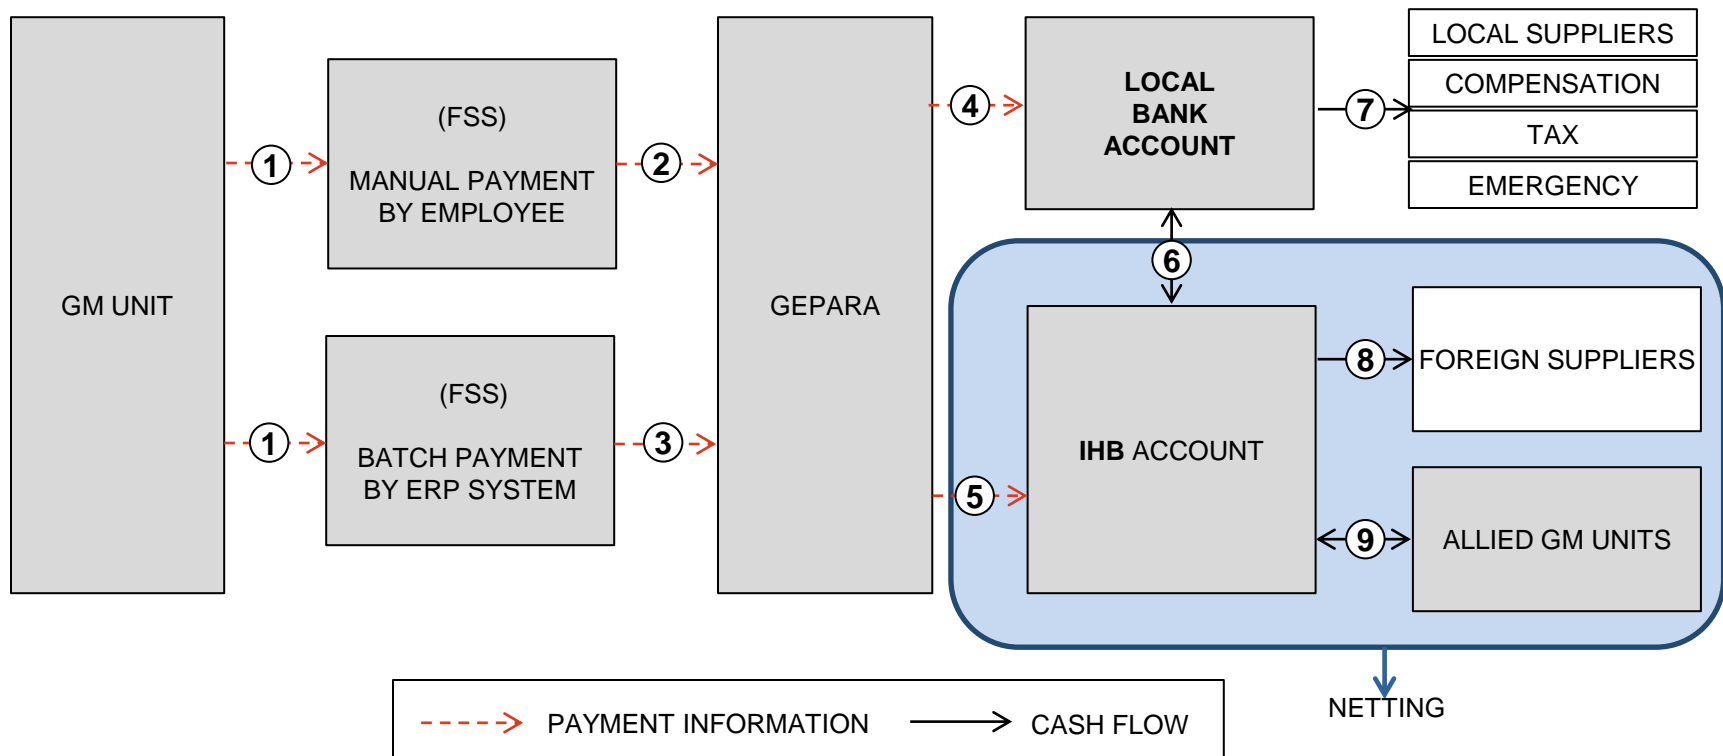 GM UNIT
1
(FSS)
MANUAL PAYMENT
BY EMPLOYEE
2
1
(FSS)
BATCH PAYMENT
BY ERP SYSTEM
3
GEPARA
4
LOCAL
BANK
ACCOUNT
7
LOCAL SUPPLIERS
COMPENSATION
TAX
EMERGENCY
6
5
IHB ACCOUNT
8
FOREIGN SUPPLIERS
9
ALLIED GM UNITS
NETTING
PAYMENT INFORMATION
CASH FLOW